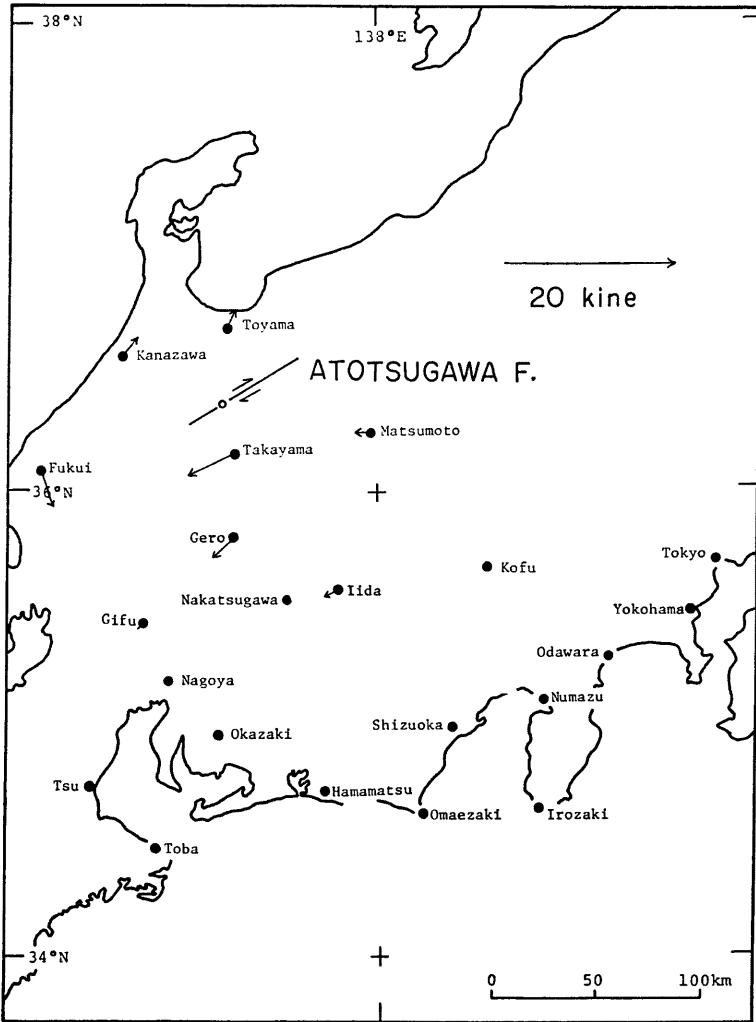 38°N
138°E
20 kine
Toyama
Kanazawa
ATOTSUGAWA F.
Matsumoto
Takayama
Fukui
36°N
Gero
Tokyo
Kofu
Iida
Nakatsugawa
Yokohama
Gifu
Odawara
Nagoya
Numazu
Shizuoka
Okazaki
Tsu
Hamamatsu
Omaezaki
Irozaki
Toba
34°N
0 50 100km